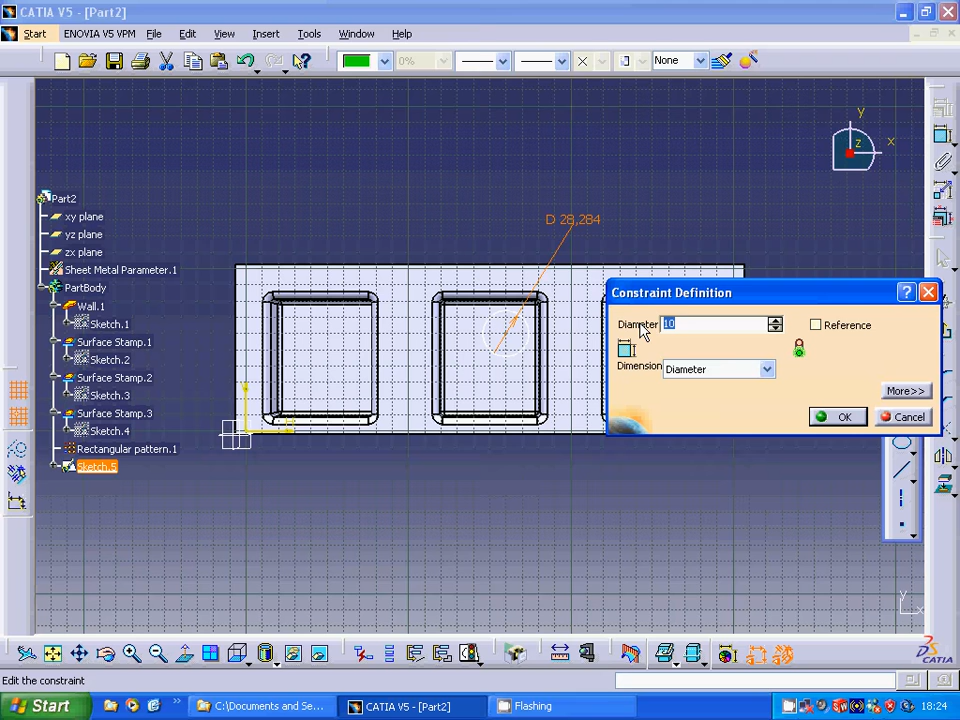 CATIA V5 - [Part2]
Start ENOVIA V5 VPM File Edit View Insert Tools Window Help
0% None
y
z x
D 28,284
Part2
xy plane
yz plane
zx plane
Sheet Metal Parameter.1
PartBody
Wall.1
Sketch.1
Surface Stamp.1
Sketch.2
Surface Stamp.2
Sketch.3
Surface Stamp.3
Sketch.4
Rectangular pattern.1
Sketch.5
Constraint Definition
Diameter 10 Reference
Dimension Diameter
More>>
OK Cancel
y
x
DS CATIA
Edit the constraint
Start C:\Documents and Se... CATIA V5 - [Part2] Flashing 18:24